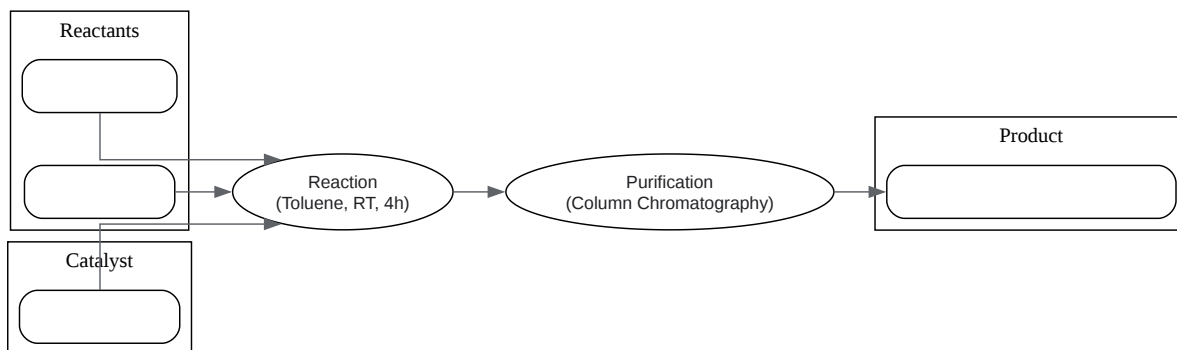 Reactants
Reaction
(Toluene, RT, 4h)
Purification
(Column Chromatography)
Product
Catalyst